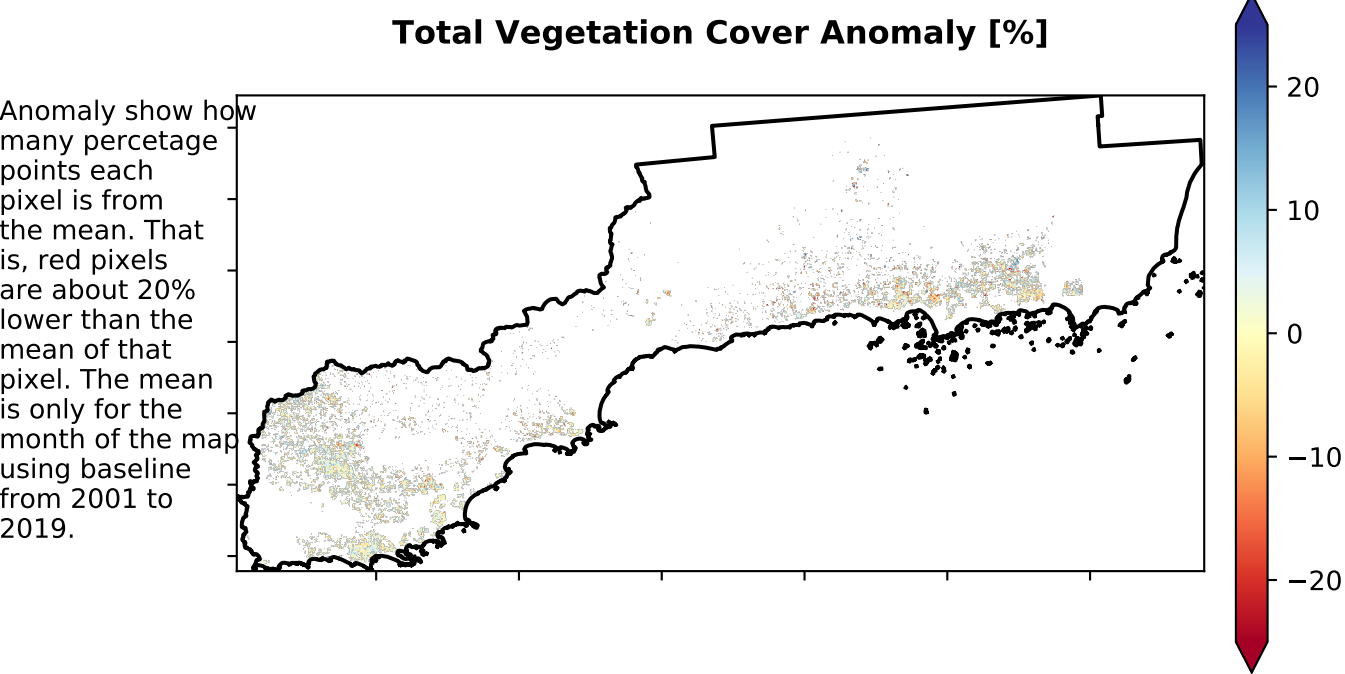 Total Vegetation Cover Anomaly [%]
Anomaly show how
many percetage
points each
pixel is from
the mean. That
is, red pixels
are about 20%
lower than the
mean of that
pixel. The mean
is only for the
month of the map
using baseline
from 2001 to
2019.
20
10
0
−10
−20